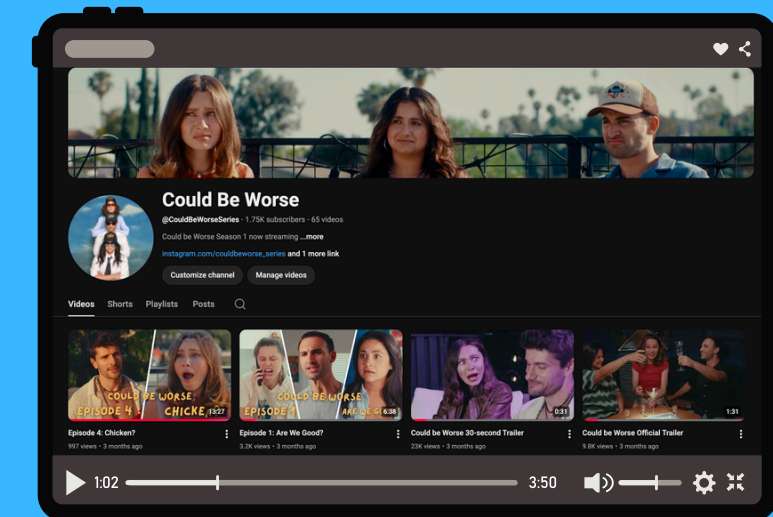 Could Be Worse
@CouldBeWorseSeries · 1.75K subscribers · 65 videos
Could be Worse Season 1 now streaming ...more
instagram.com/couldbeworse_series and 1 more link
Customize channel Manage videos
Videos Shorts Playlists Posts
COULD BE WORSE
EPISODE 4: CHICKE
13:27
COULD BE WORSE
EPISODE 1
ARE WE G
6:38
0:31
1:31
Episode 4: Chicken?
997 views · 3 months ago
Episode 1: Are We Good?
3.2K views · 3 months ago
Could be Worse 30-second Trailer
23K views · 3 months ago
Could be Worse Official Trailer
9.8K views · 3 months ago
1:02 3:50